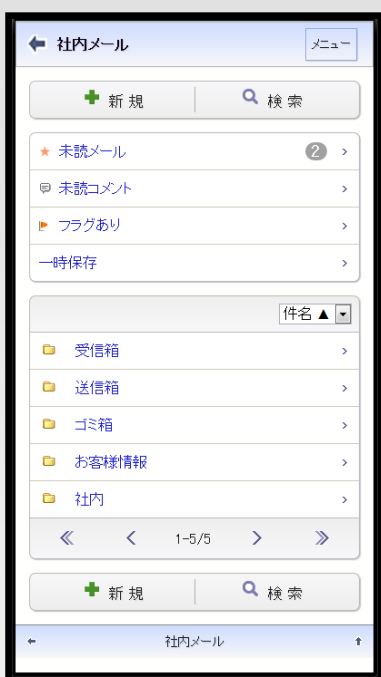 社内メール メニュー
新規 検索
未読メール 2
未読コメント
フラグあり
一時保存
件名 ▲
受信箱
送信箱
ゴミ箱
お客様情報
社内
1-5/5
新規 検索
社内メール